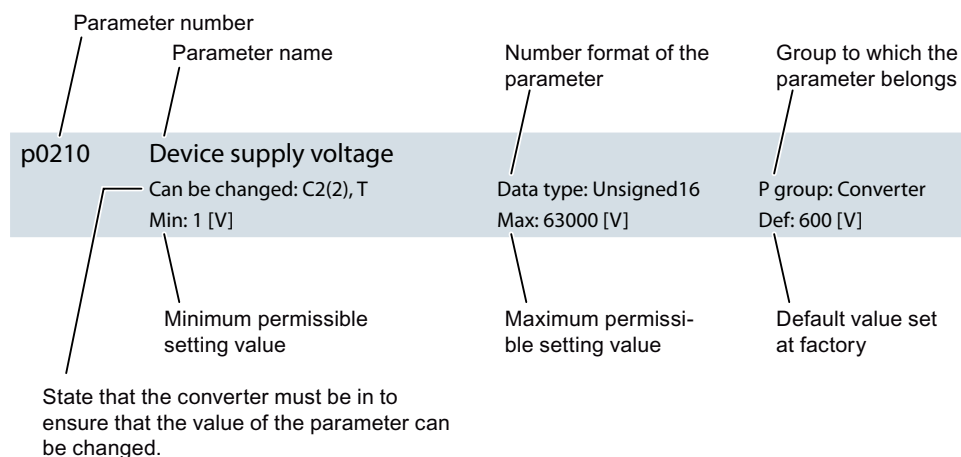 Parameter number
Parameter name
Number format of the
parameter
Group to which the
parameter belongs
p0210 Device supply voltage
Can be changed: C2(2), T Data type: Unsigned16 P group: Converter
Min: 1 [V] Max: 63000 [V] Def: 600 [V]
Minimum permissible
setting value
Maximum permissi-
ble setting value
Default value set
at factory
State that the converter must be in to
ensure that the value of the parameter can
be changed.